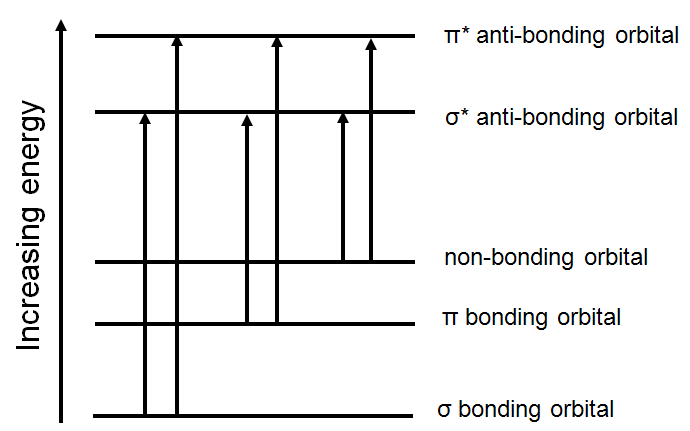 π* anti-bonding orbital
σ* anti-bonding orbital
non-bonding orbital
π bonding orbital
σ bonding orbital
Increasing energy